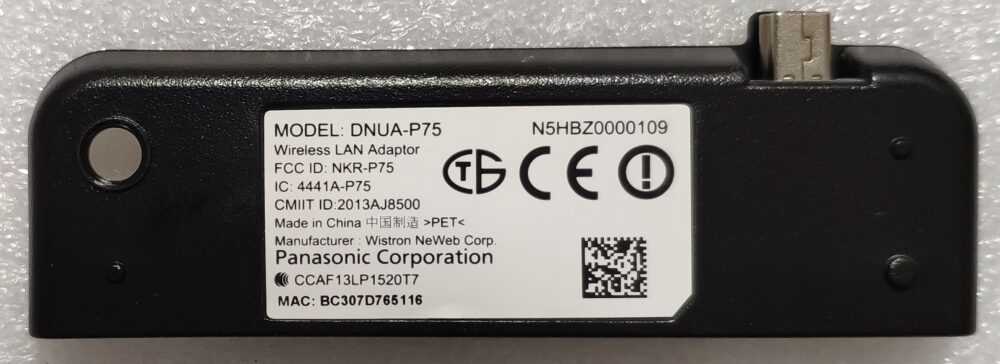 MODEL: DNUA-P75 N5HBZ0000109
Wireless LAN Adaptor
FCC ID: NKR-P75
IC: 4441A-P75
CMIIT ID:2013AJ8500
Made in China 中国制造 >PET<
Manufacturer : Wistron NeWeb Corp.
Panasonic Corporation
CCAF13LP1520T7
MAC: BC307D765116
CE